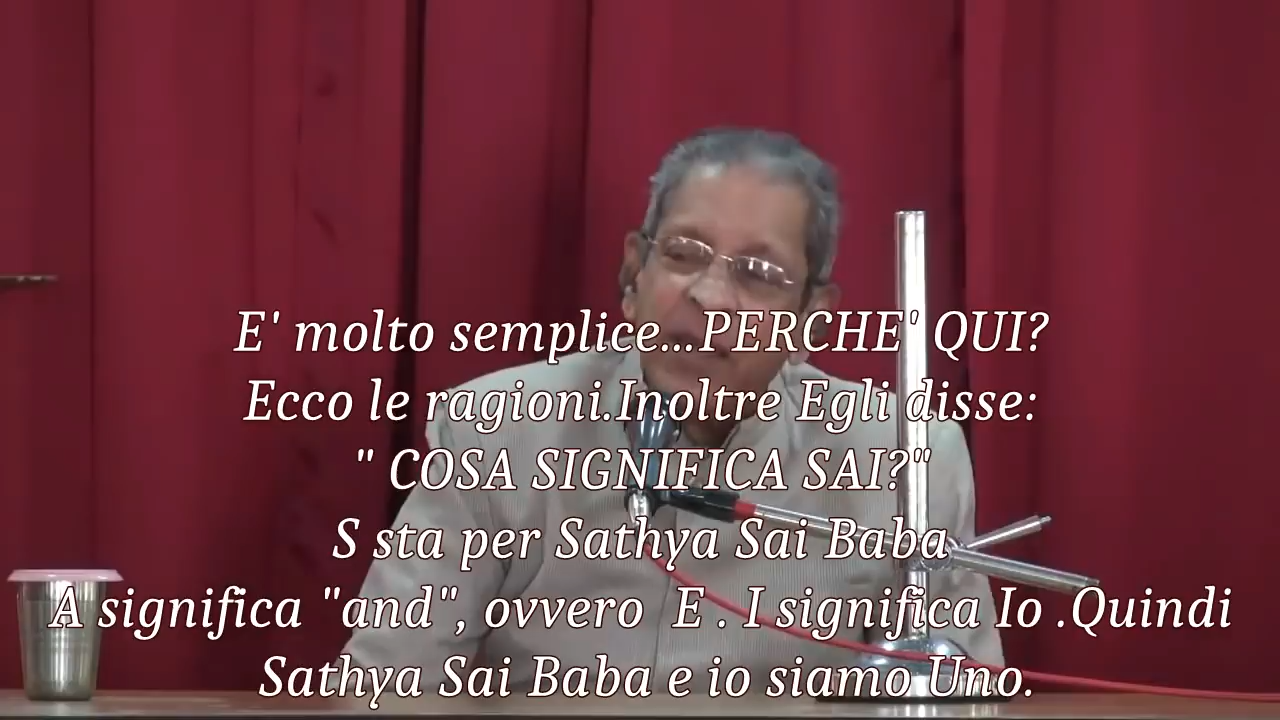 E' molto semplice...PERCHE' QUI?
Ecco le ragioni.Inoltre Egli disse:
" COSA SIGNIFICA SAI?"
S sta per Sathya Sai Baba
A significa "and", ovvero  E . I significa Io .Quindi
Sathya Sai Baba e io siamo Uno.